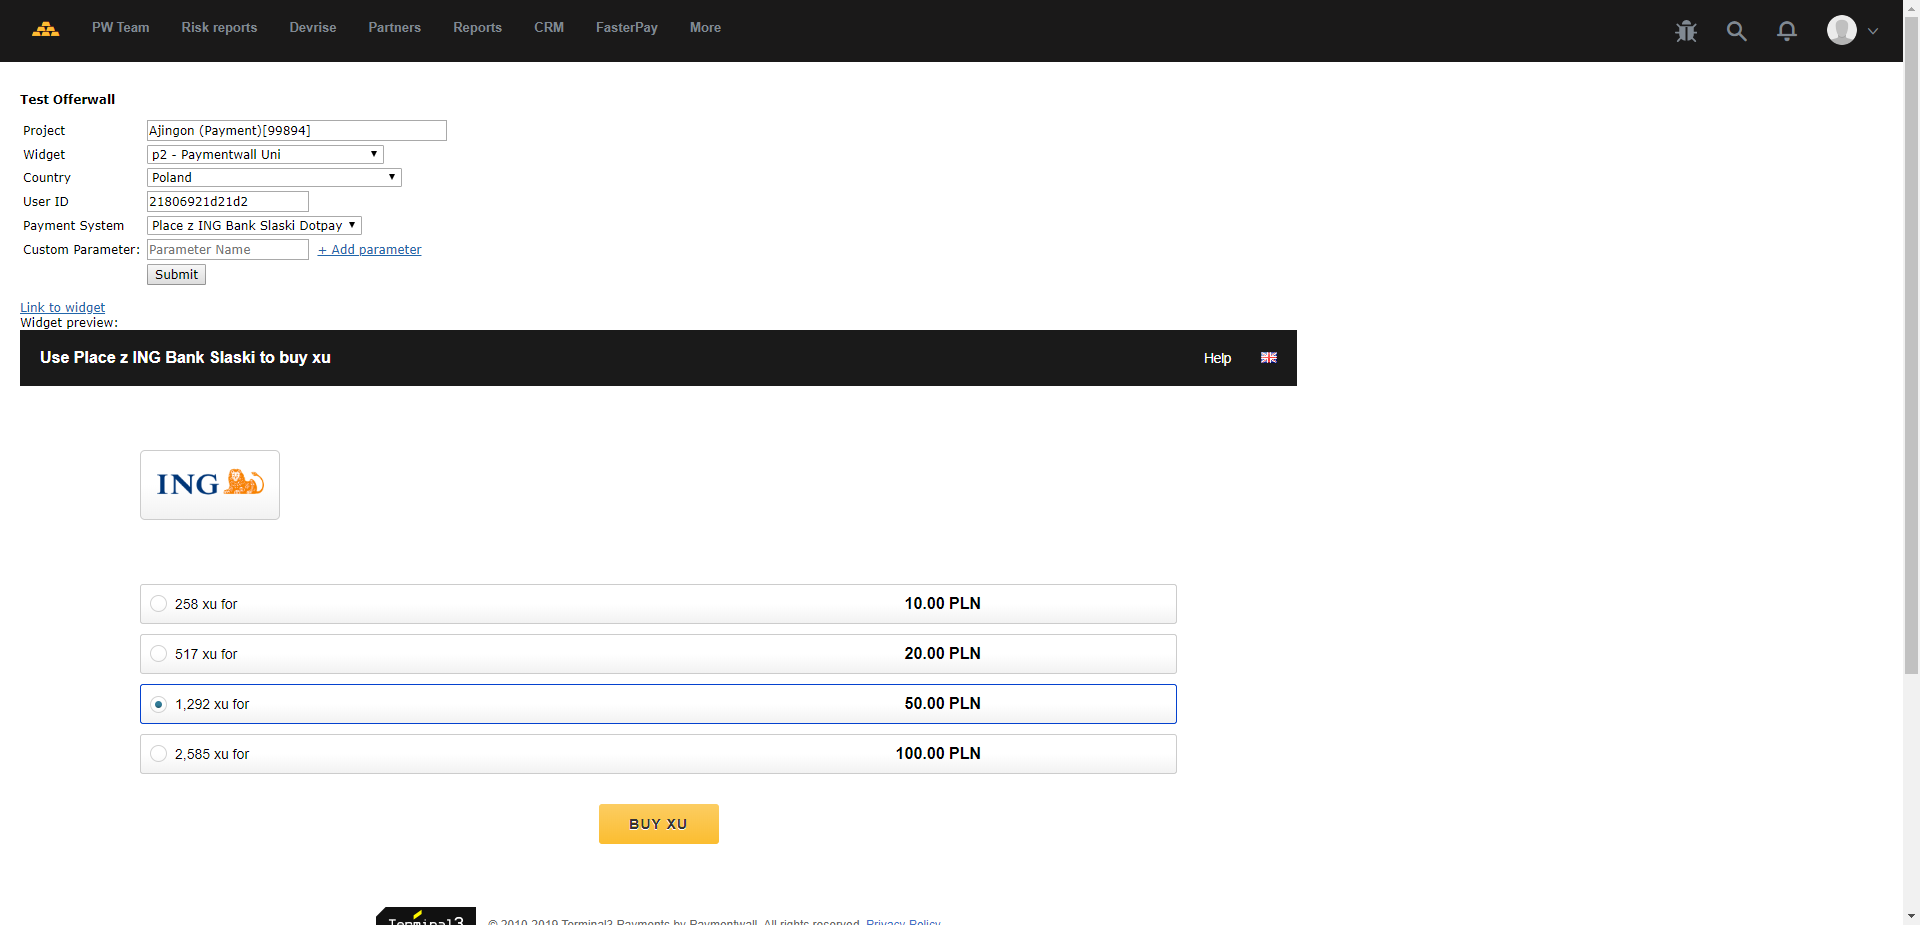 PW Team Risk reports Devrise Partners Reports CRM FasterPay More
Test Offerwall
Project Ajingon (Payment)[99894]
Widget p2 - Paymentwall Uni
Country Poland
User ID 21806921d21d2
Payment System Place z ING Bank Slaski Dotpay
Custom Parameter: Parameter Name + Add parameter
Submit
Link to widget
Widget preview:
Use Place z ING Bank Slaski to buy xu Help
ING
258 xu for 10.00 PLN
517 xu for 20.00 PLN
1,292 xu for 50.00 PLN
2,585 xu for 100.00 PLN
BUY XU
Terminal3 © 2010-2019 Terminal3 Payments by Paymentwall. All rights reserved. Privacy Policy